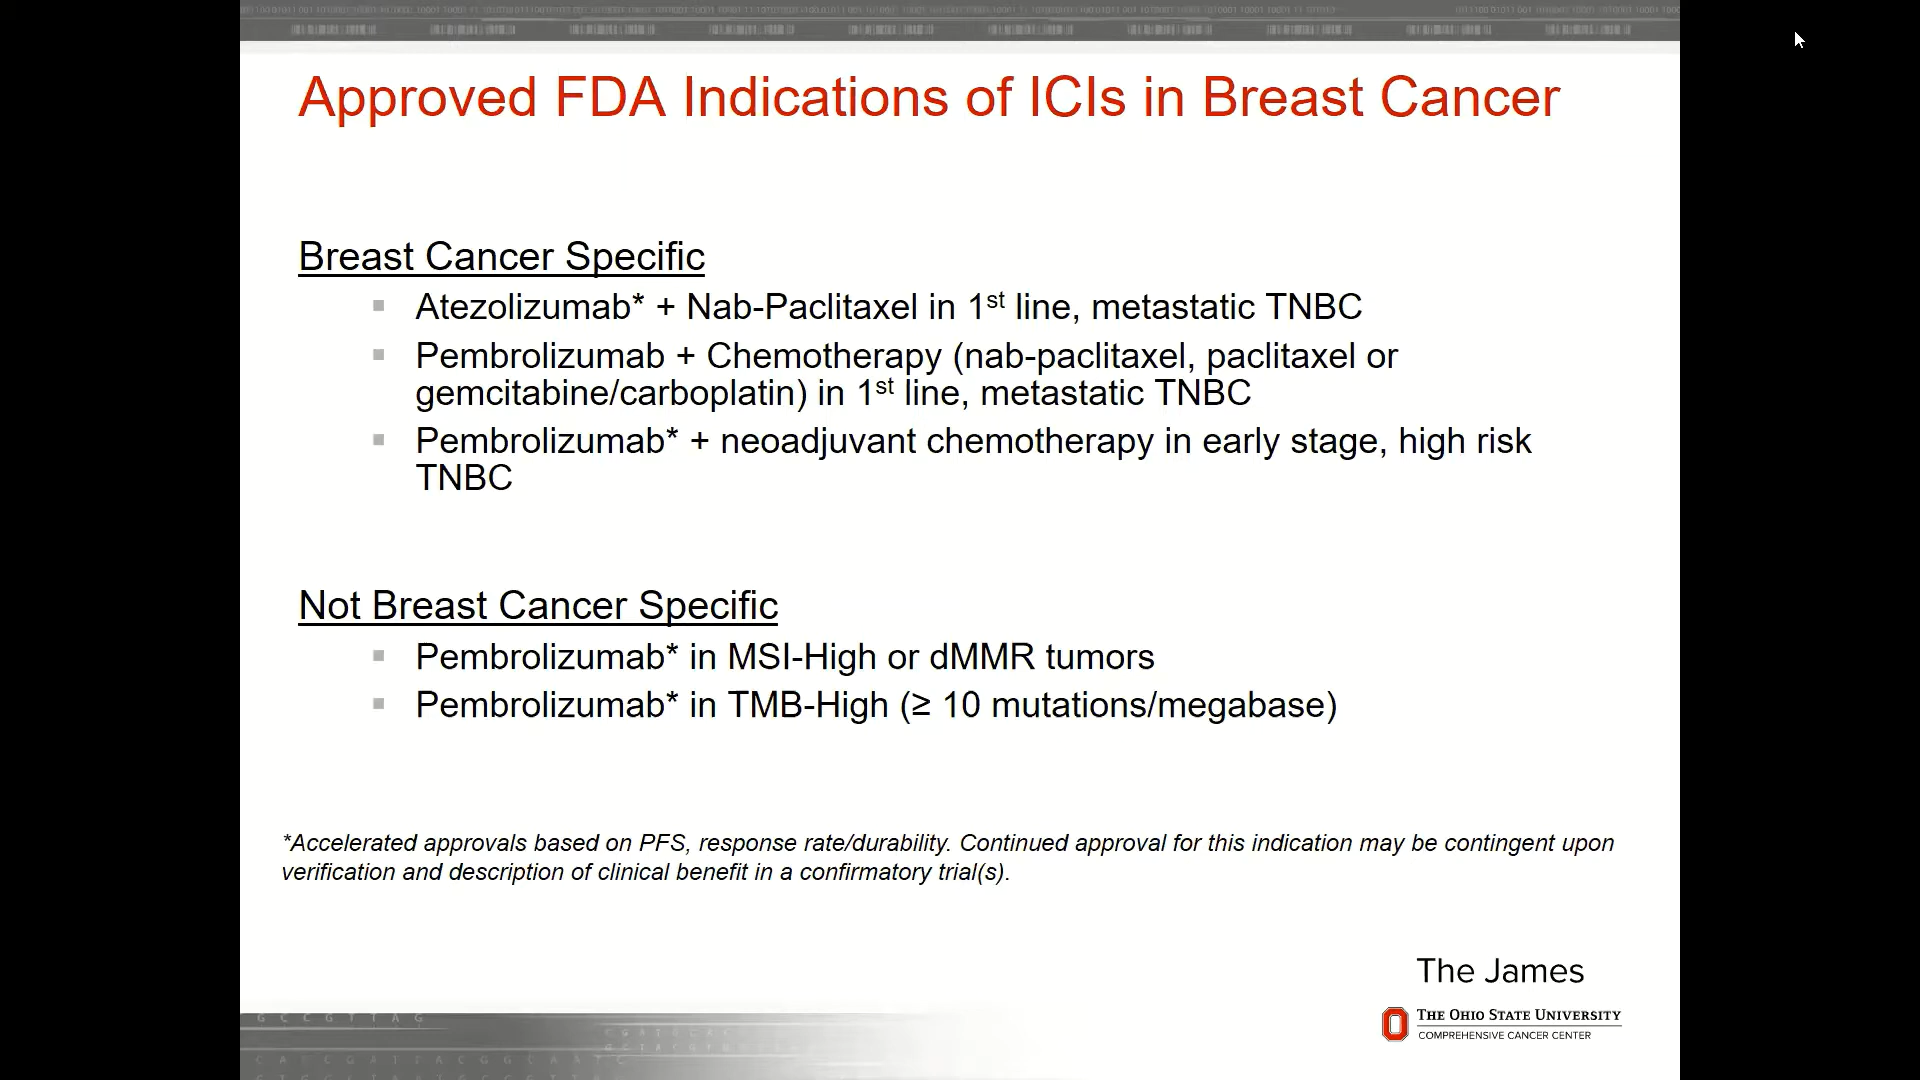 Approved FDA Indications of ICIs in Breast Cancer
Breast Cancer Specific
Atezolizumab* + Nab-Paclitaxel in 1st line, metastatic TNBC
Pembrolizumab + Chemotherapy (nab-paclitaxel, paclitaxel or
gemcitabine/carboplatin) in 1st line, metastatic TNBC
Pembrolizumab* + neoadjuvant chemotherapy in early stage, high risk
TNBC
Not Breast Cancer Specific
Pembrolizumab* in MSI-High or dMMR tumors
Pembrolizumab* in TMB-High (≥ 10 mutations/megabase)
*Accelerated approvals based on PFS, response rate/durability. Continued approval for this indication may be contingent upon
verification and description of clinical benefit in a confirmatory trial(s).
The James
THE OHIO STATE UNIVERSITY
COMPREHENSIVE CANCER CENTER
G C C G T T A G